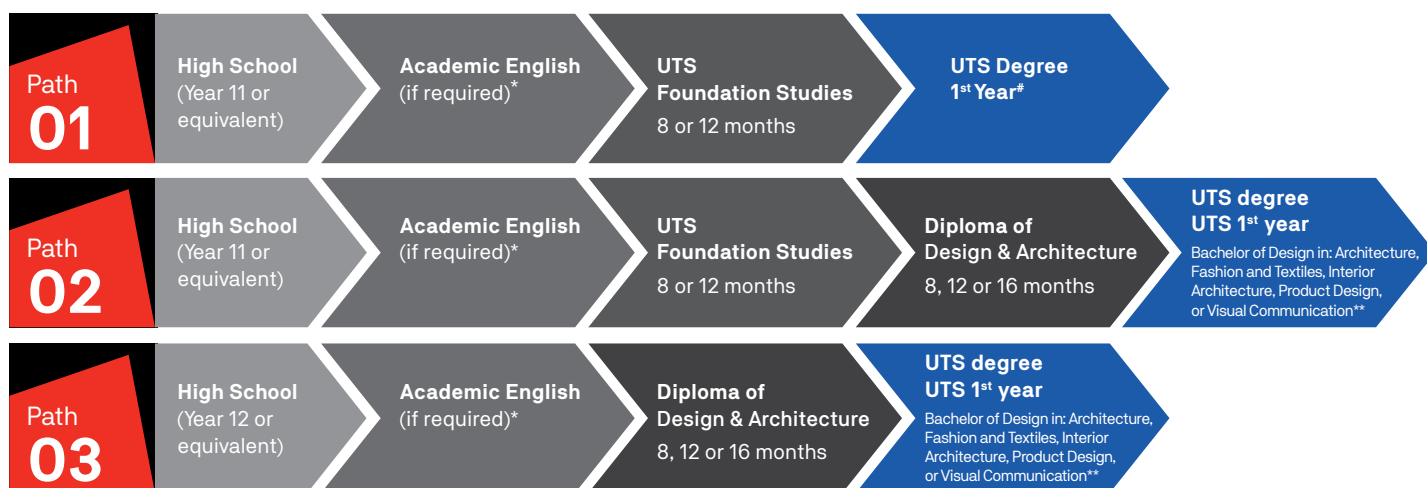 Path
01
High School
(Year 11 or
equivalent)
Academic English
(if required)*
UTS
Foundation Studies
8 or 12 months
UTS Degree
1st Year#
Path
02
High School
(Year 11 or
equivalent)
Academic English
(if required)*
UTS
Foundation Studies
8 or 12 months
Diploma of
Design & Architecture
8, 12 or 16 months
UTS degree
UTS 1st year
Bachelor of Design in: Architecture,
Fashion and Textiles, Interior
Architecture, Product Design,
or Visual Communication**
Path
03
High School
(Year 12 or
equivalent)
Academic English
(if required)*
Diploma of
Design & Architecture
8, 12 or 16 months
UTS degree
UTS 1st year
Bachelor of Design in: Architecture,
Fashion and Textiles, Interior
Architecture, Product Design,
or Visual Communication**